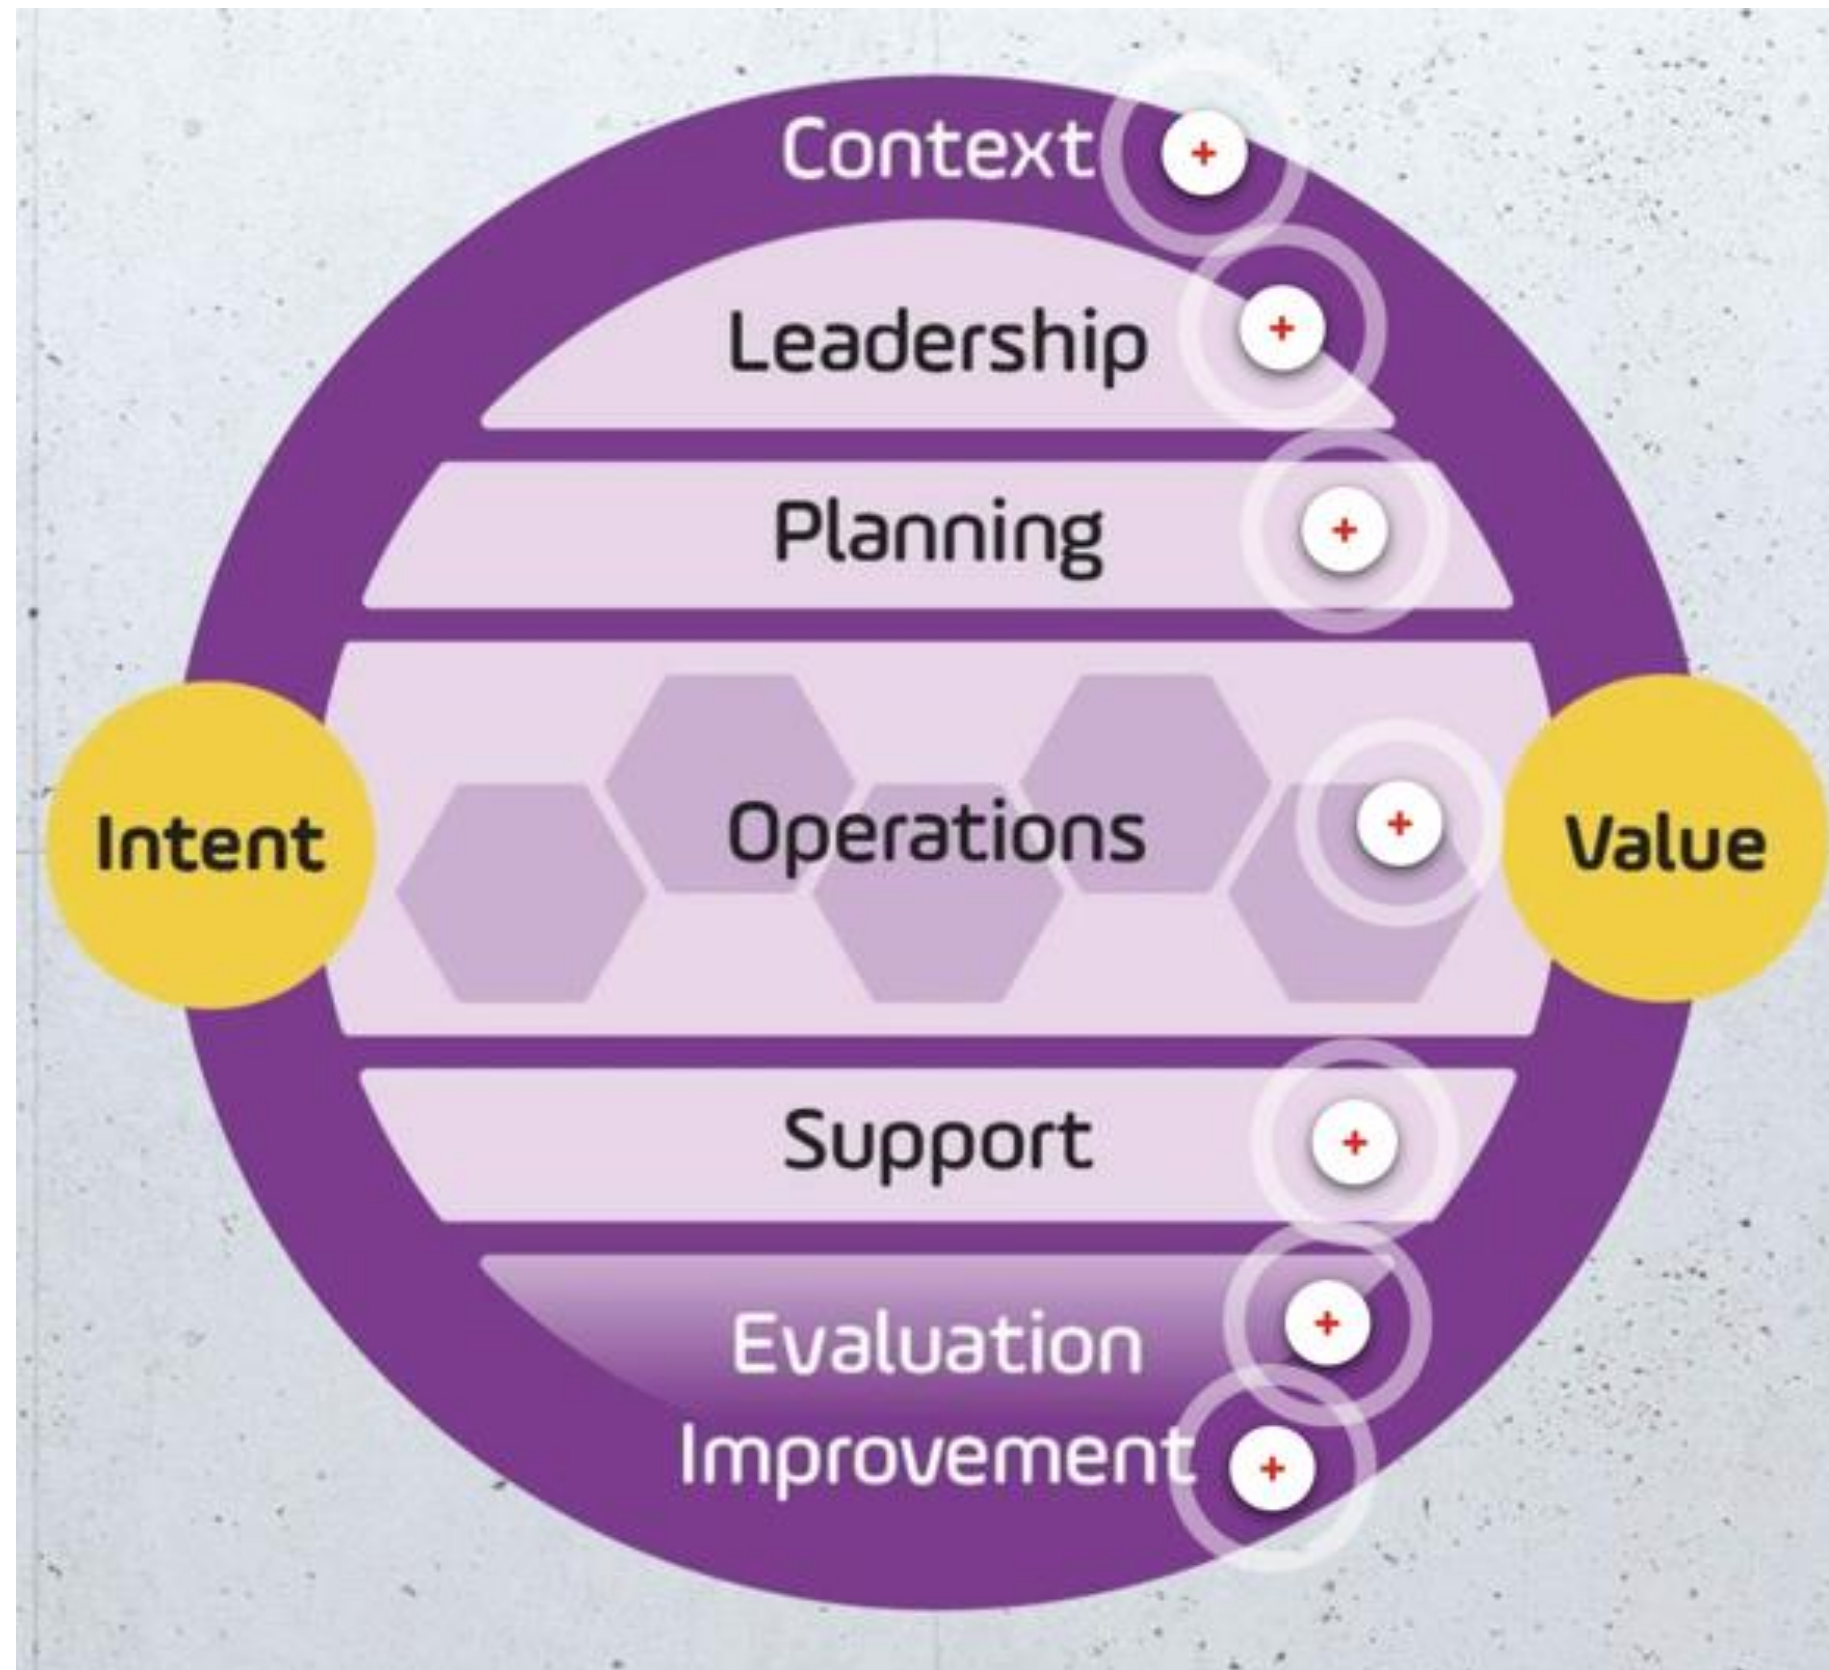 Context
Leadership
Planning
Intent
Operations
Value
Support
Evaluation
Improvement